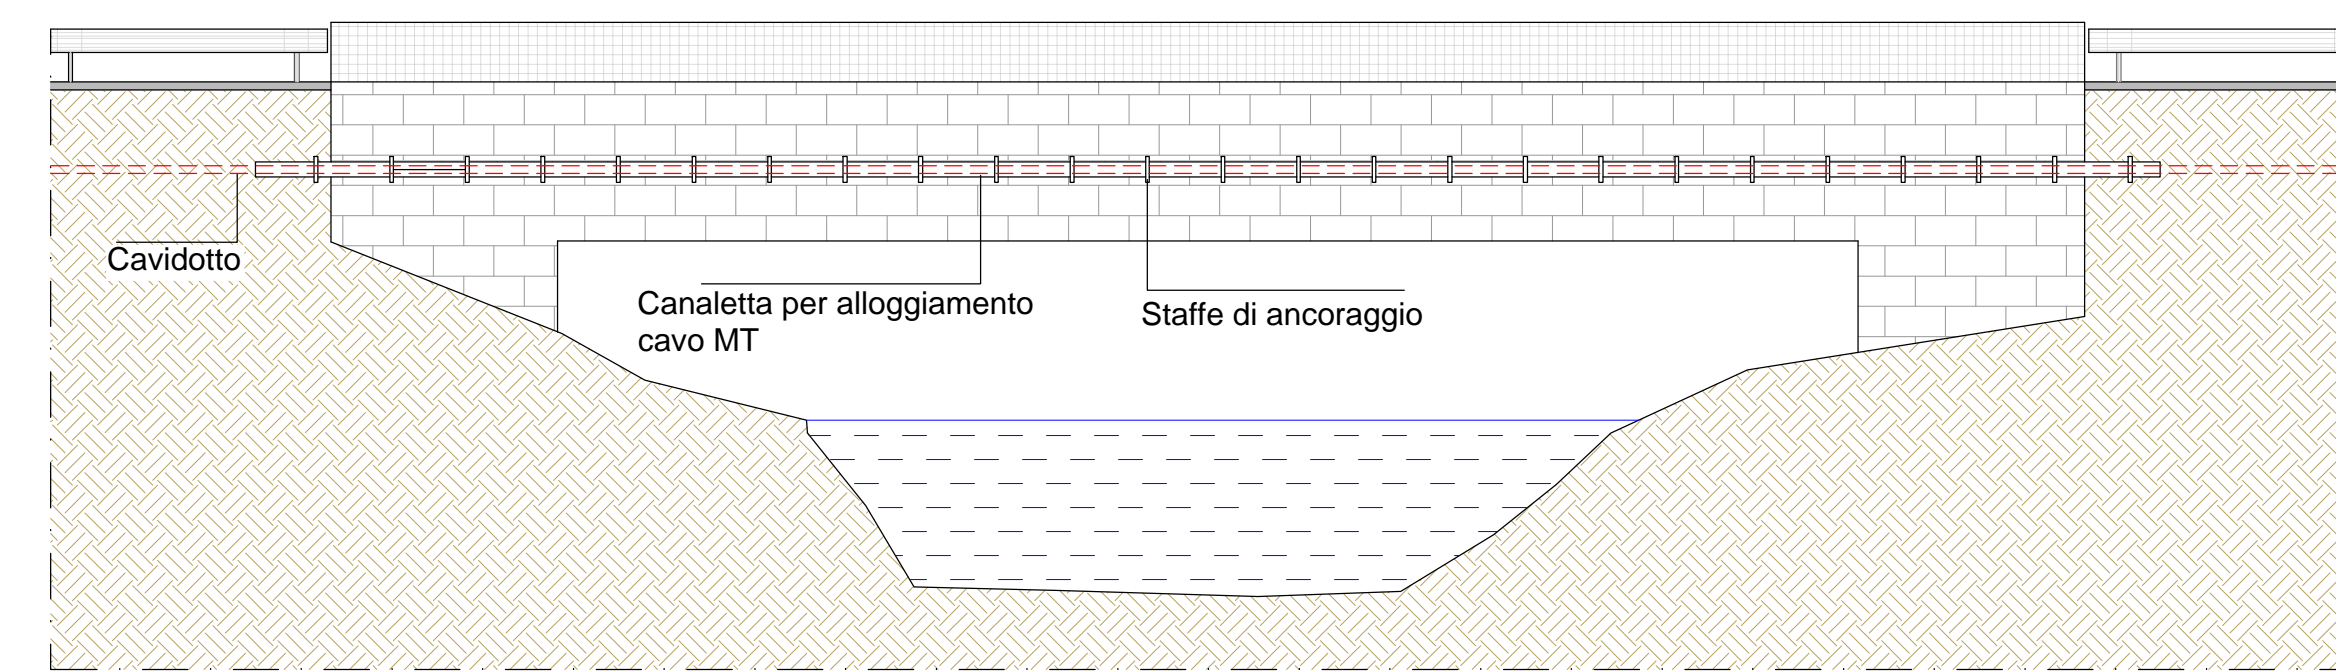 Cavidotto
Canaletta per alloggiamento
cavo MT
Staffe di ancoraggio